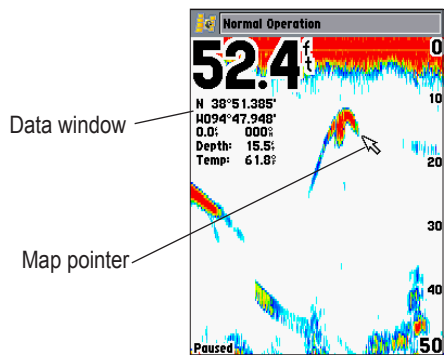 Normal Operation
52.4 ft
0
N 38°51.385'
W094°47.948'
0.0 000°
Depth: 15.5
Temp: 61.8°
10
20
30
40
50
Paused
Data window
Map pointer